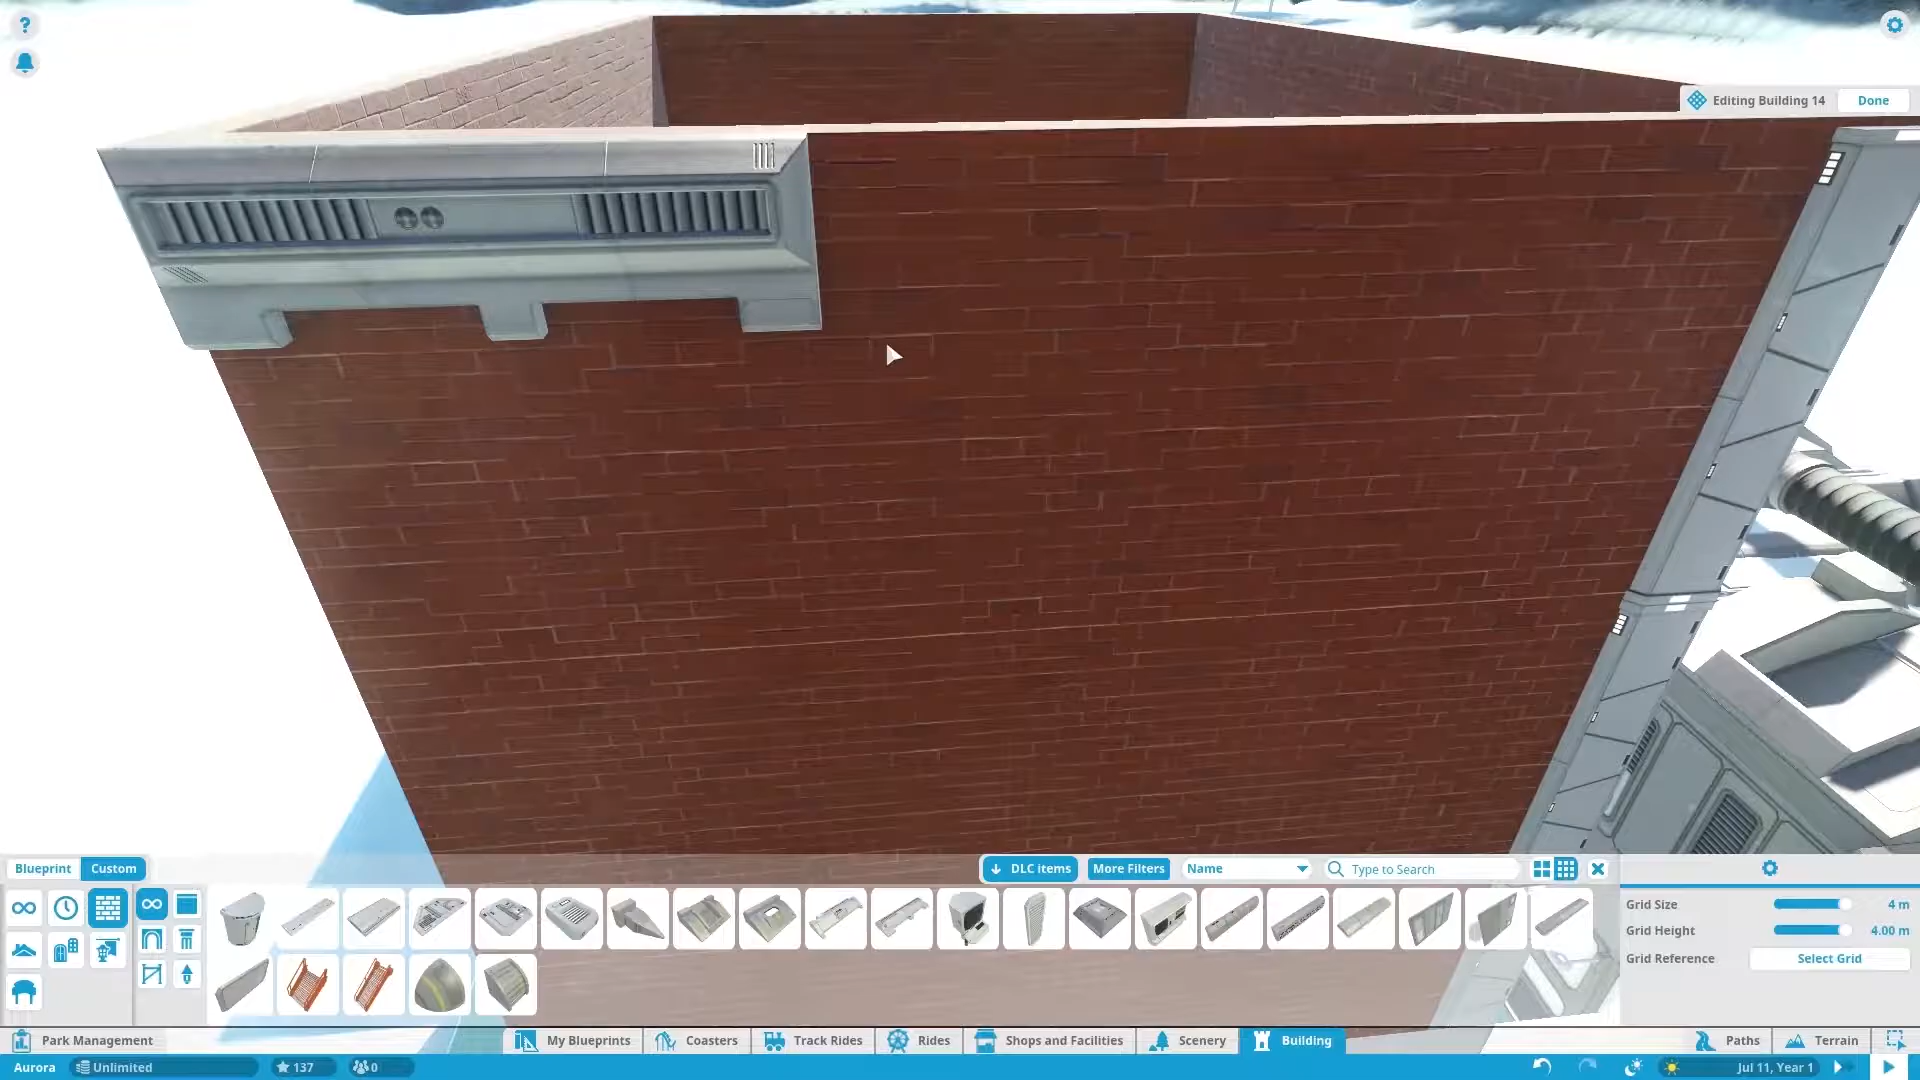 ?
Editing Building 14 Done
Blueprint Custom
DLC items More Filters Name Type to Search
Grid Size 4 m
Grid Height 4.00 m
Grid Reference Select Grid
Park Management My Blueprints Coasters Track Rides Rides Shops and Facilities Scenery Building Paths Terrain
Aurora Unlimited 137 0 Jul 11, Year 1